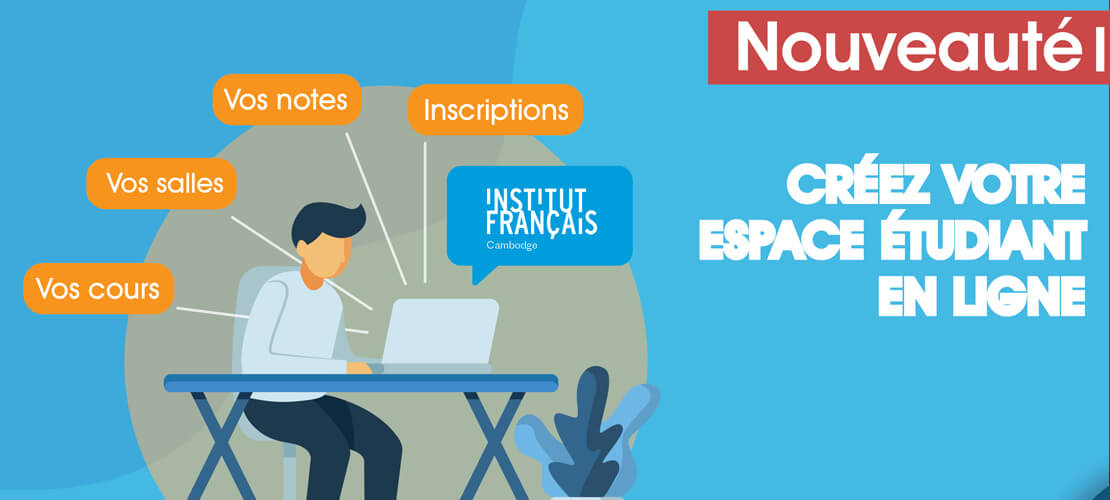 Nouveauté
Vos notes
Inscriptions
Vos salles
INSTITUT
FRANÇAIS
Cambodge
Vos cours
CRÉEZ VOTRE
ESPACE ÉTUDIANT
EN LIGNE